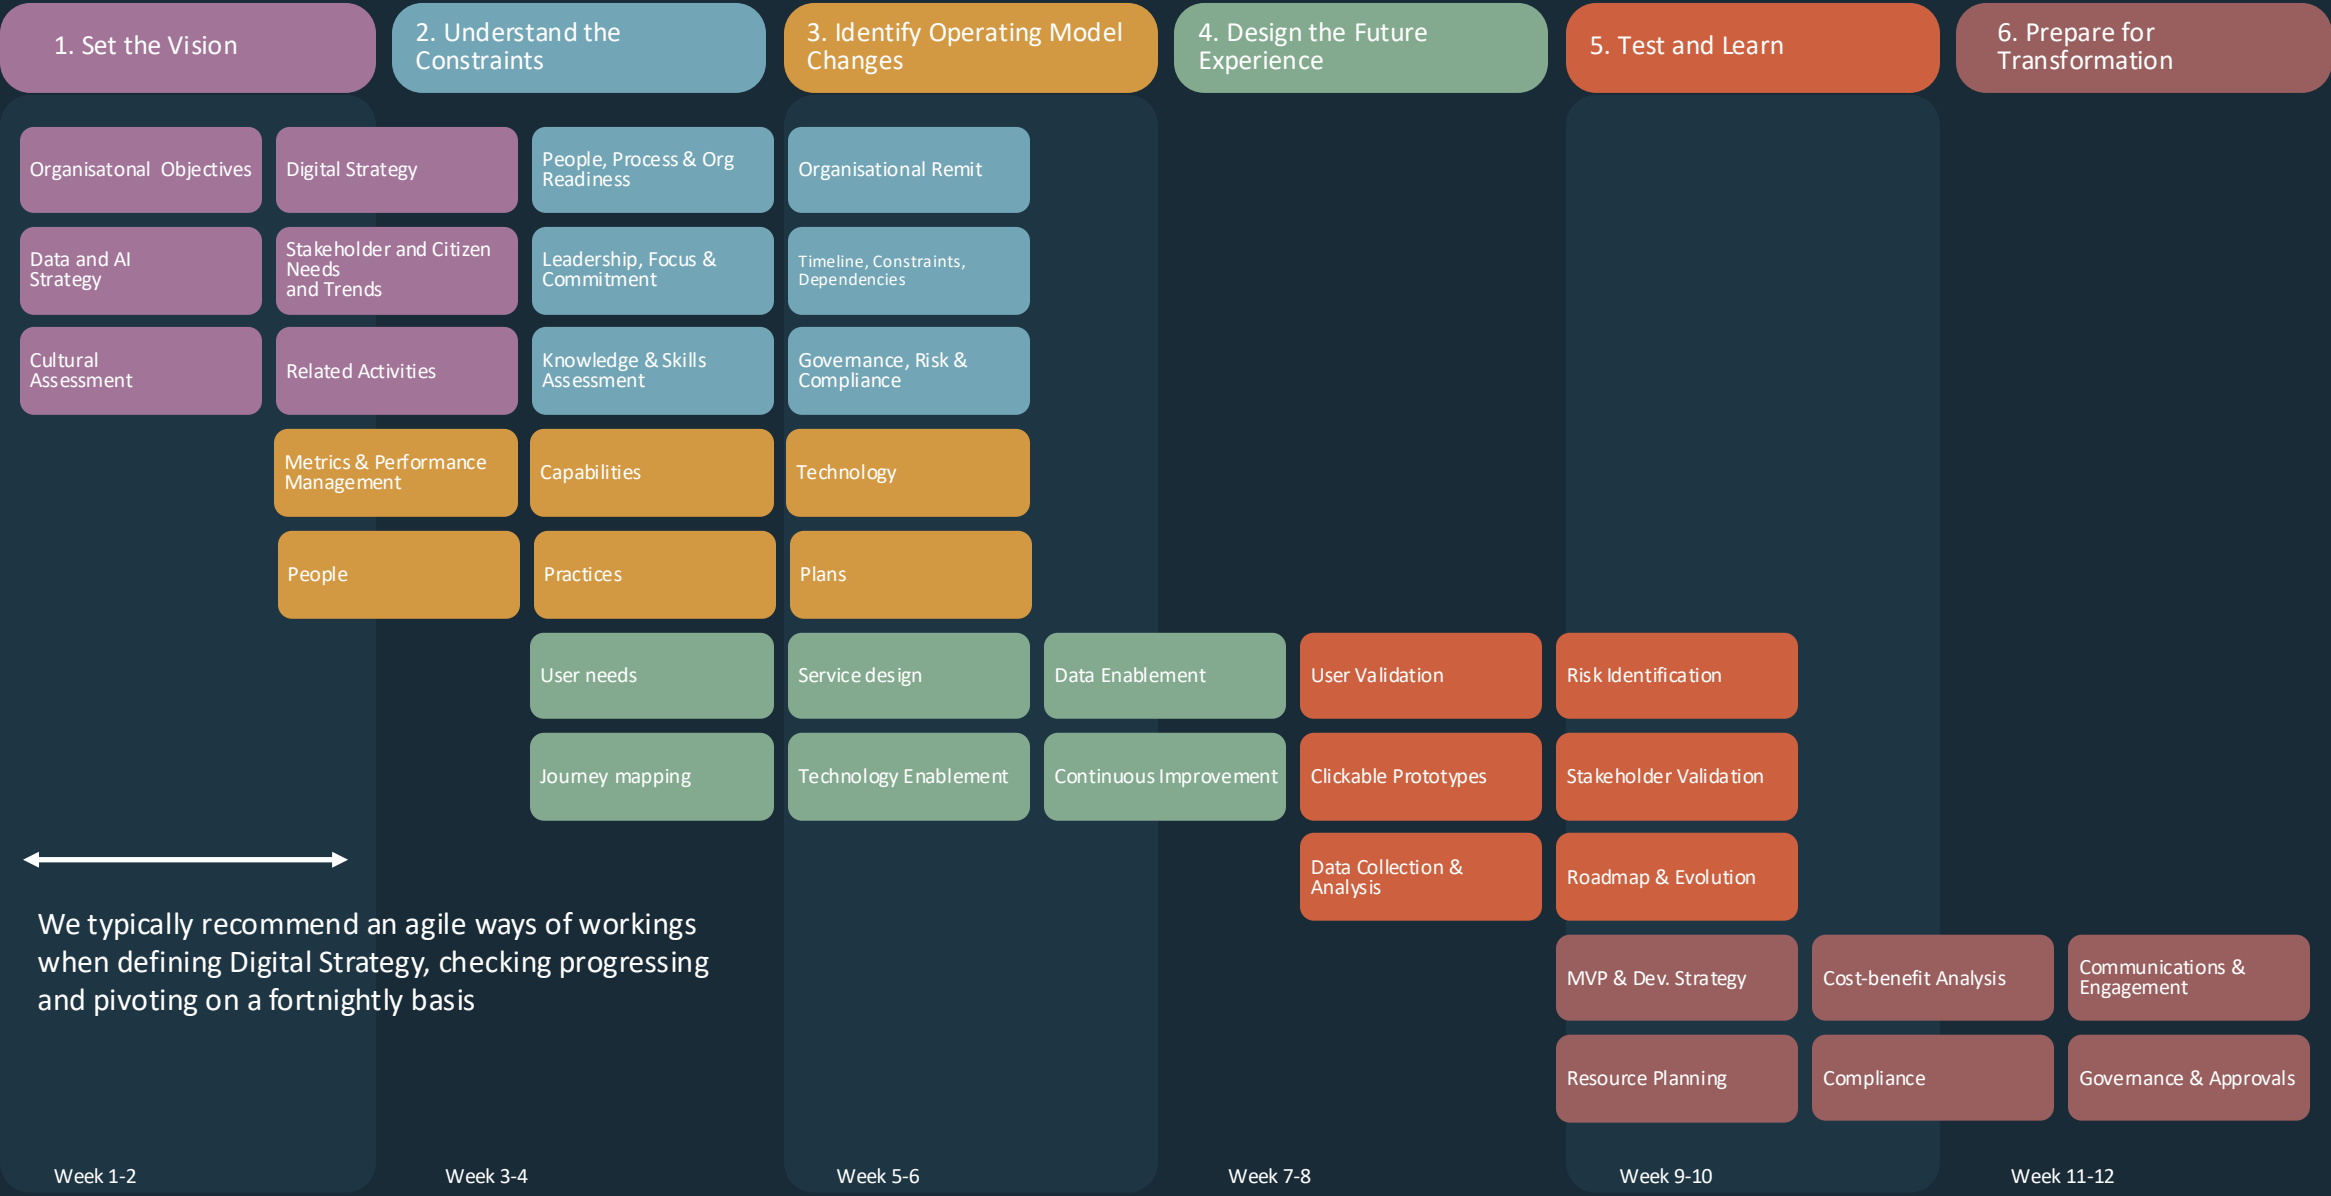 1. Set the Vision
2. Understand the
Constraints
3. Identify Operating Model
Changes
4. Design the Future
Experience
5. Test and Learn
6. Prepare for
Transformation
Organisatonal  Objectives
Digital Strategy
People, Process & Org
Readiness
Organisational Remit
Data and AI
Strategy
Stakeholder and Citizen
Needs
and Trends
Leadership, Focus &
Commitment
Timeline, Constraints,
Dependencies
Cultural
Assessment
Related Activities
Knowledge & Skills
Assessment
Governance, Risk &
Compliance
Metrics & Performance
Management
Capabilities
Technology
People
Practices
Plans
User needs
Service design
Data Enablement
User Validation
Risk Identification
Journey mapping
Technology Enablement
Continuous Improvement
Clickable Prototypes
Stakeholder Validation
Data Collection &
Analysis
Roadmap & Evolution
We typically recommend an agile ways of workings
when defining Digital Strategy, checking progressing
and pivoting on a fortnightly basis
MVP & Dev. Strategy
Cost-benefit Analysis
Communications &
Engagement
Resource Planning
Compliance
Governance & Approvals
Week 1-2
Week 3-4
Week 5-6
Week 7-8
Week 9-10
Week 11-12